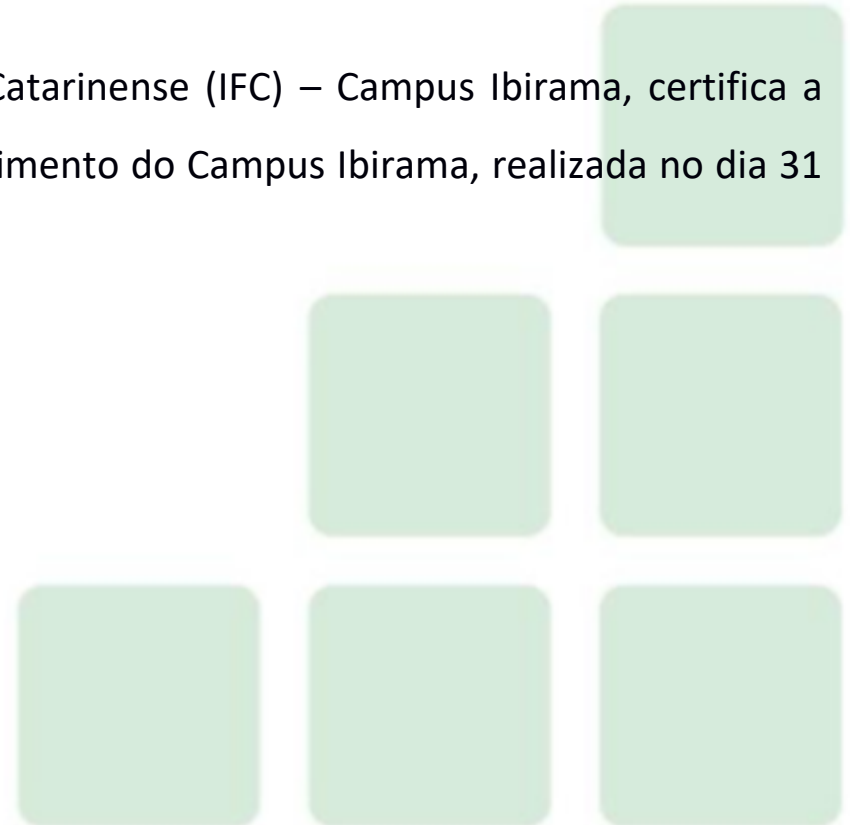 Catarinense (IFC) – Campus Ibirama, certifica a
imento do Campus Ibirama, realizada no dia 31